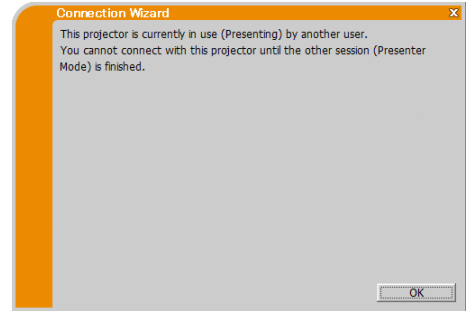 Connection Wizard
x
This projector is currently in use (Presenting) by another user.
You cannot connect with this projector until the other session (Presenter
Mode) is finished.
OK